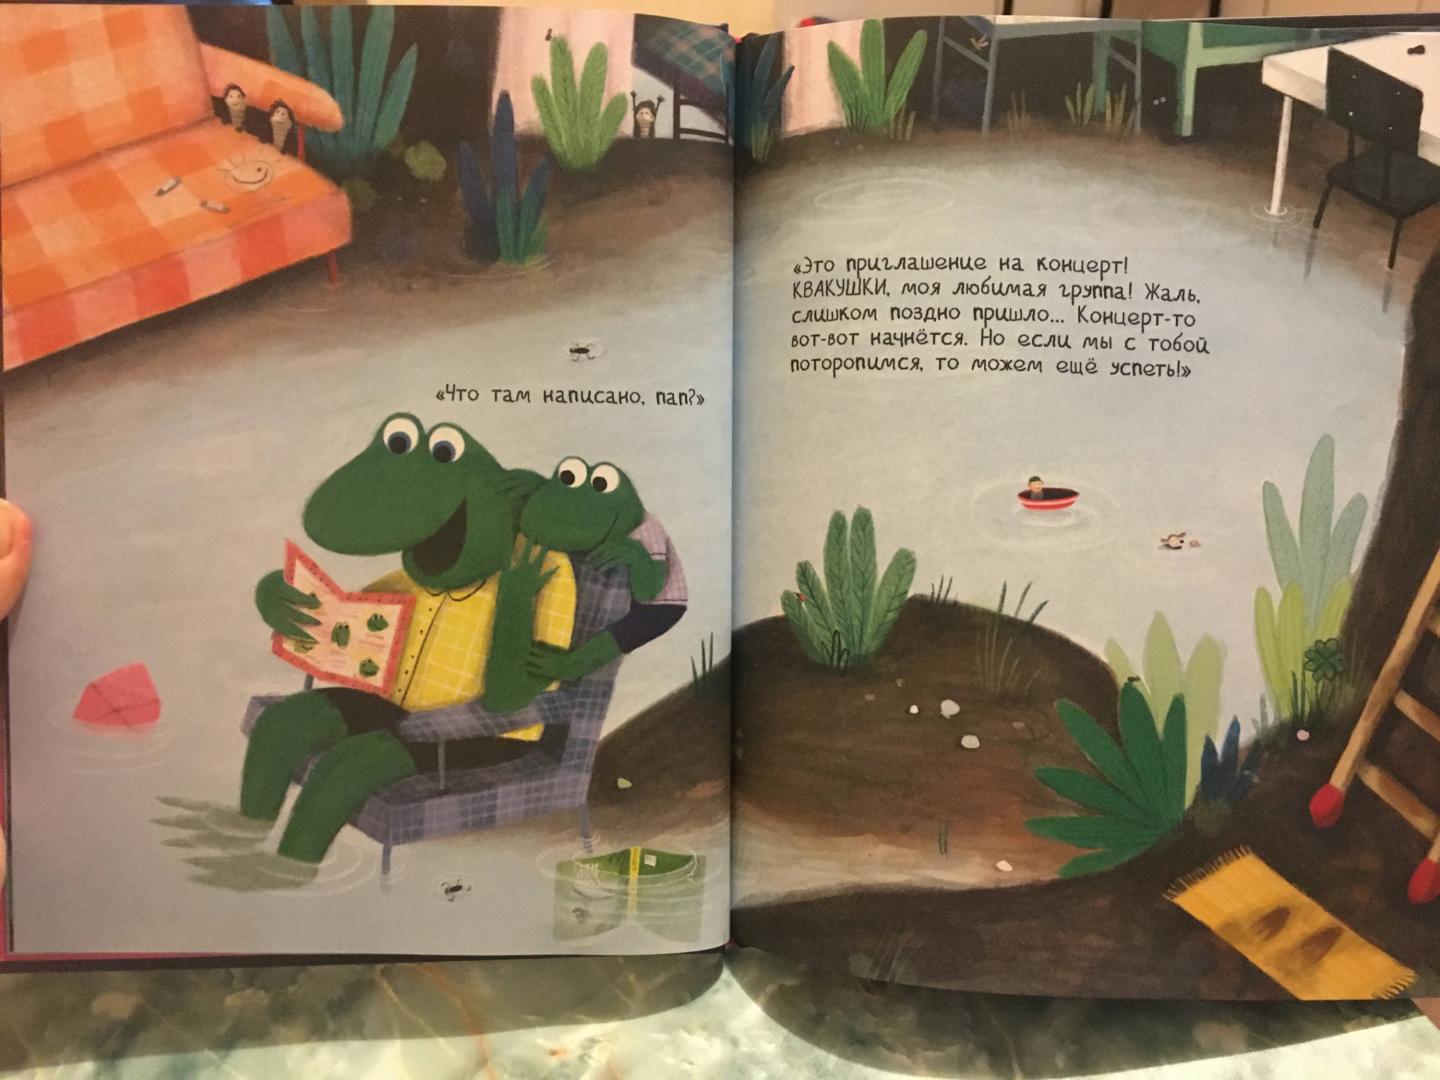 «Что там написано, пап?»
«Это приглашение на концерт!
КВАКУШКИ, моя любимая группа! Жаль,
слишком поздно пришло... Концерт-то
вот-вот начнётся. Но если мы с тобой
поторопимся, то можем ещё успеть!»